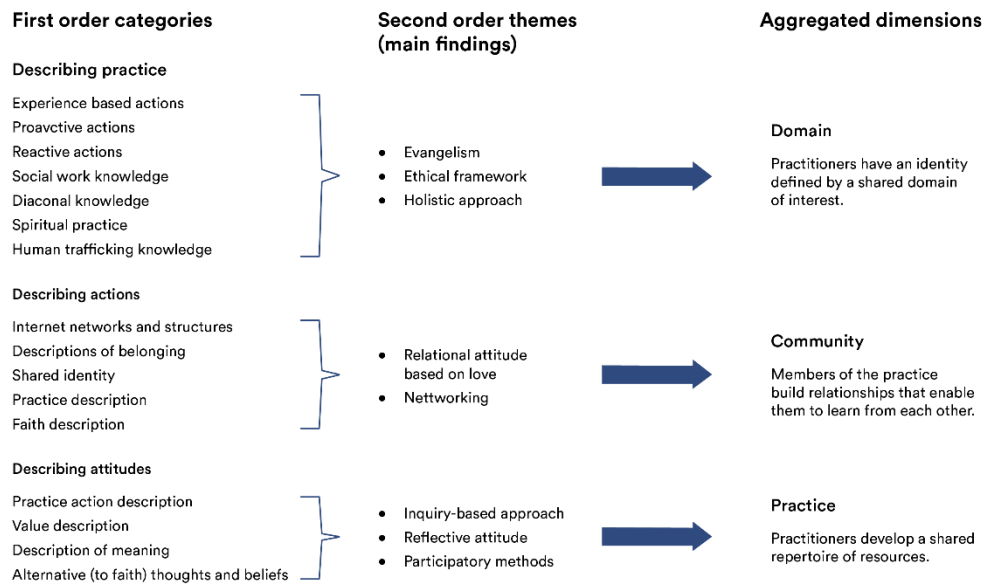 First order categories
Second order themes
(main findings)
Aggregated dimensions
Describing practice
Experience based actions
Proavctive actions
Reactive actions
Social work knowledge
Diaconal knowledge
Spiritual practice
Human trafficking knowledge
• Evangelism
• Ethical framework
• Holistic approach
Domain
Practitioners have an identity
defined by a shared domain
of interest.
Describing actions
Internet networks and structures
Descriptions of belonging
Shared identity
Practice description
Faith description
• Relational attitude
based on love
• Nettworking
Community
Members of the practice
build relationships that enable
them to learn from each other.
Describing attitudes
Practice action description
Value description
Description of meaning
Alternative (to faith) thoughts and beliefs
• Inquiry-based approach
• Reflective attitude
• Participatory methods
Practice
Practitioners develop a shared
repertoire of resources.